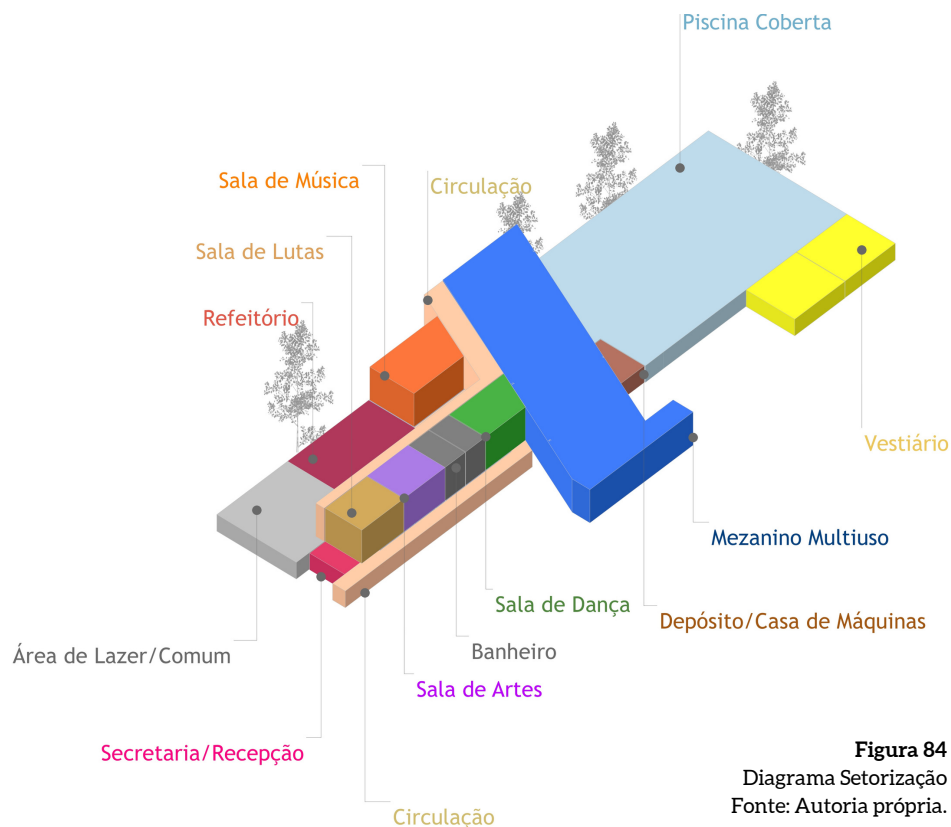 Piscina Coberta
Sala de Música
Circulação
Sala de Lutas
Refeitório
Vestiário
Mezanino Multiuso
Sala de Dança
Depósito/Casa de Máquinas
Área de Lazer/Comum
Banheiro
Sala de Artes
Secretaria/Recepção
Circulação
Figura 84
Diagrama Setorização
Fonte: Autoria própria.